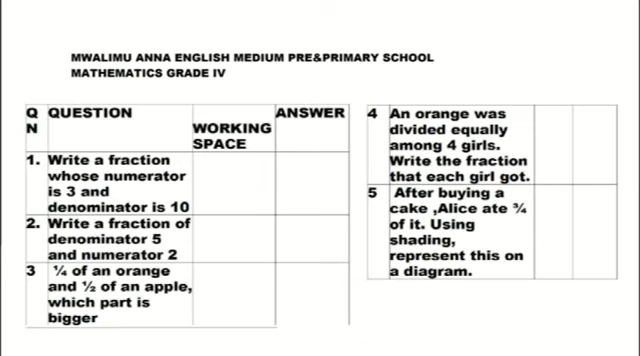 MWALIMU ANNA ENGLISH MEDIUM PRE&PRIMARY SCHOOL
MATHEMATICS GRADE IV
Q N QUESTION WORKING SPACE ANSWER
1. Write a fraction
whose numerator
is 3 and
denominator is 10
2. Write a fraction of
denominator 5
and numerator 2
3 ¼ of an orange
and ½ of an apple,
which part is
bigger
4 An orange was
divided equally
among 4 girls.
Write the fraction
that each girl got.
5 After buying a
cake ,Alice ate ¾
of it. Using
shading,
represent this on
a diagram.